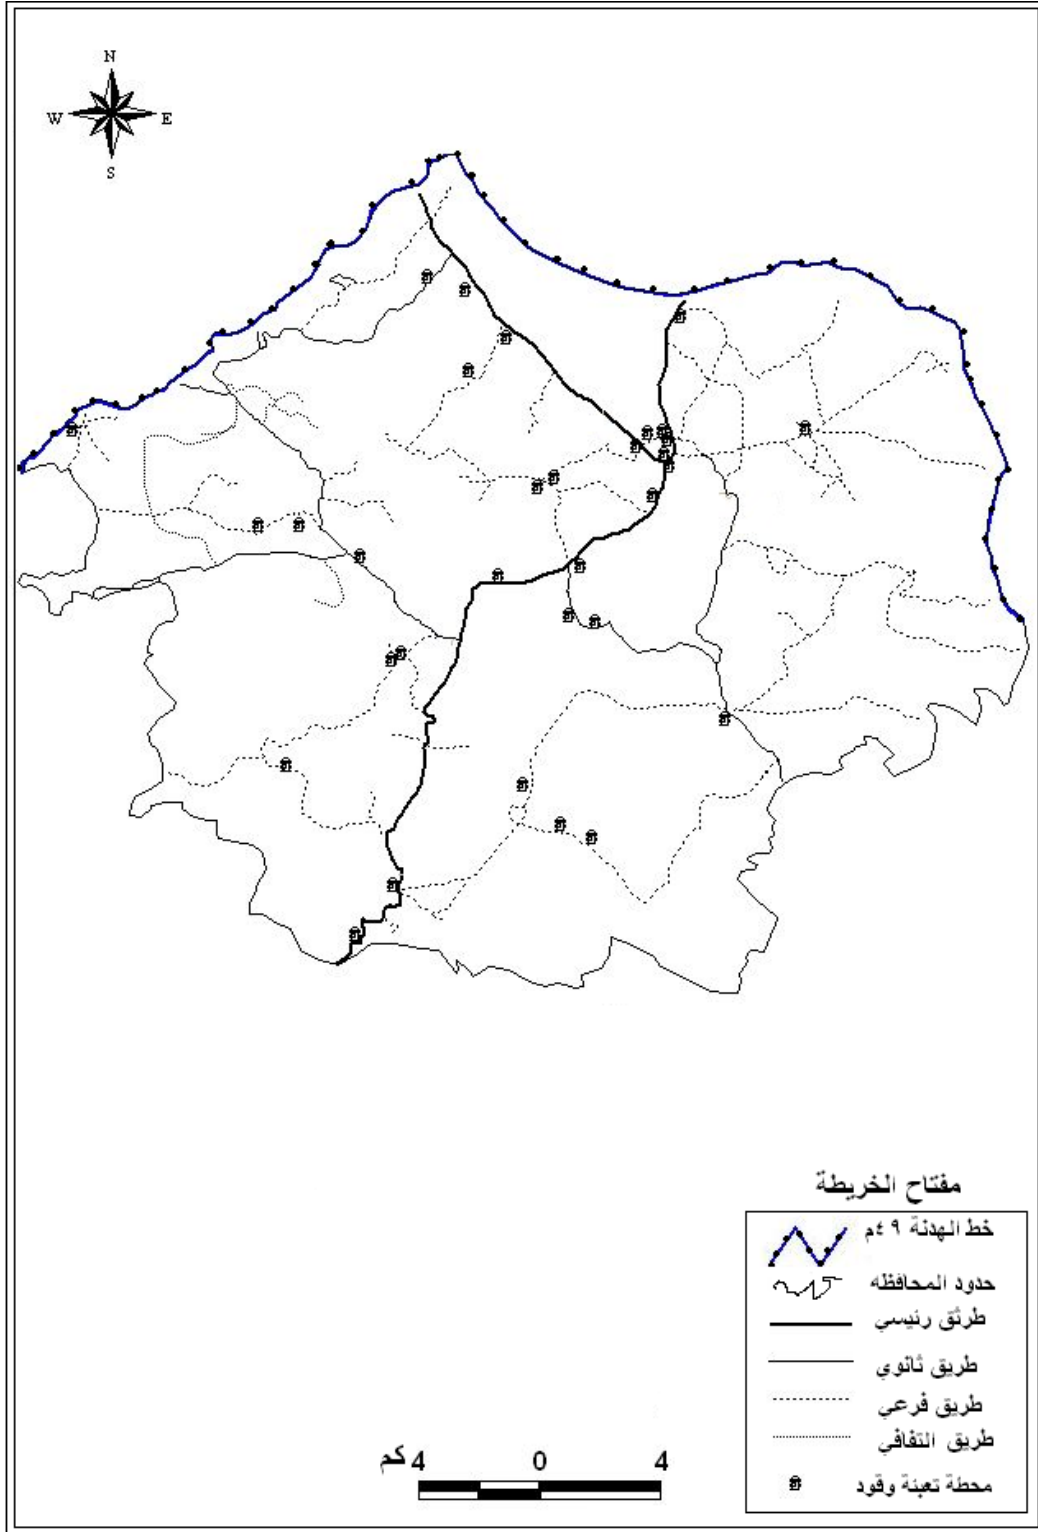 N
W E
S
مفتاح الخريطة
خط الهدنة ٤٩م
حدود المحافظه
طرئق رئيسي
طريق ثانوي
طريق فرعي
طريق التفافي
محطة تعبئة وقود
4 0 4 كم